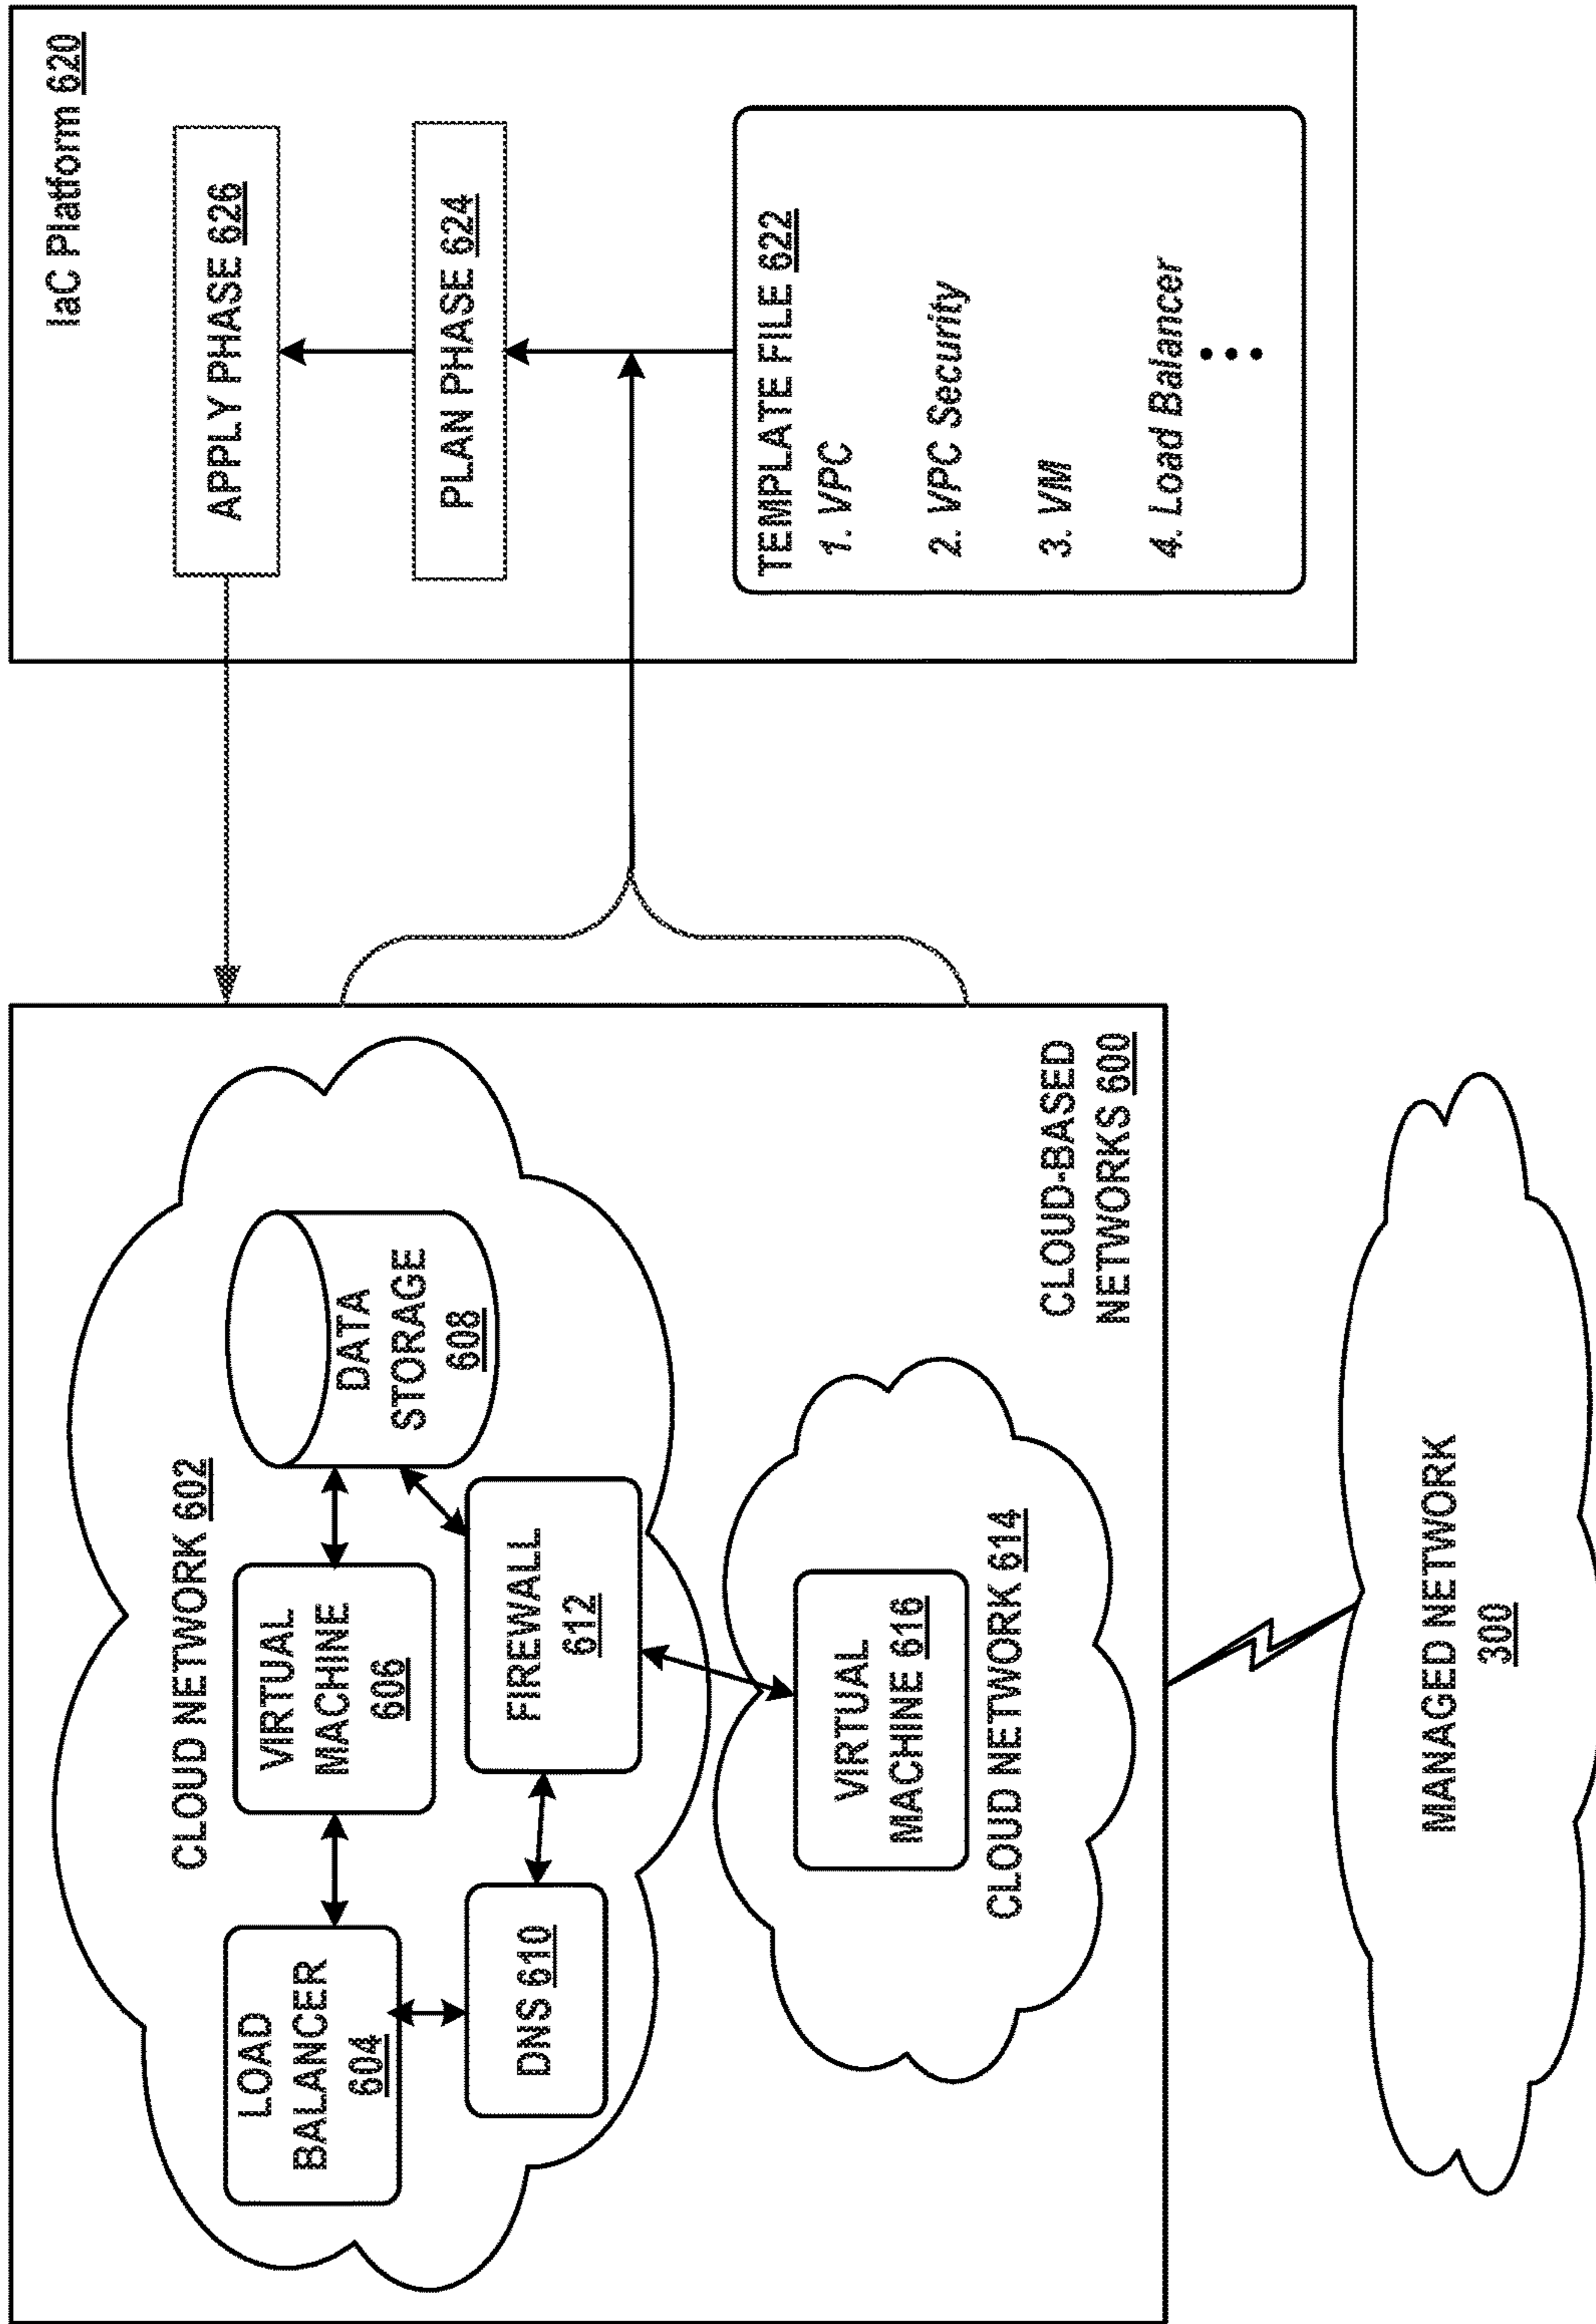 CLOUD NETWORK 602
LOAD
BALANCER
604
VIRTUAL
MACHINE
606
DATA
STORAGE
608
DNS 610
FIREWALL
612
VIRTUAL
MACHINE 616
CLOUD NETWORK 614
CLOUD-BASED
NETWORKS 600
MANAGED NETWORK
300
IaC Platform 620
APPLY PHASE 626
PLAN PHASE 624
TEMPLATE FILE 622
1. VPC
2. VPC Security
3. VM
4. Load Balancer